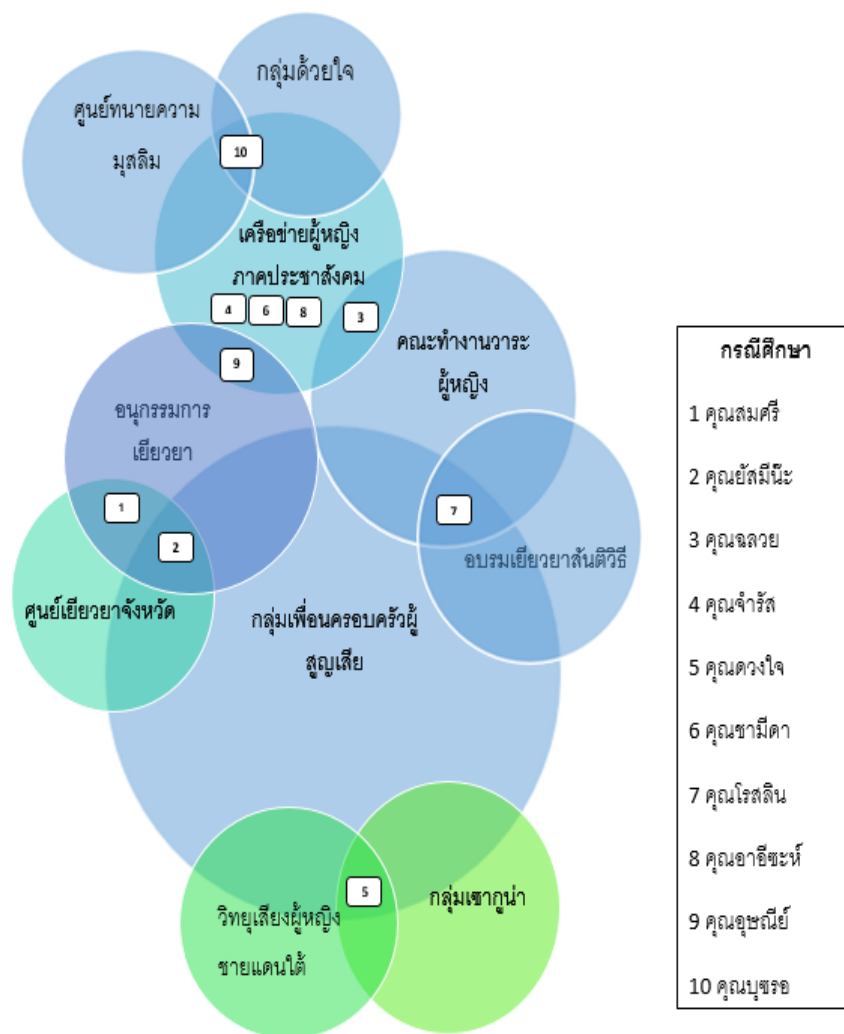 กลุ่มด้วยใจ
ศูนย์ทนายความ
มุสลิม
10
เครือข่ายผู้หญิง
ภาคประชาสังคม
4
6
8
3
คณะทำงานวาระ
ผู้หญิง
9
อนุกรรมการ
เยียวยา
1
2
7
อบรมเยียวยาสันติวิธี
ศูนย์เยียวยาจังหวัด
กลุ่มเพื่อนครอบครัวผู้
สูญเสีย
5
กลุ่มเซากูน่า
วิทยุเสียงผู้หญิง
ชายแดนใต้
กรณีศึกษา
1 คุณสมศรี
2 คุณยัสมีน๊ะ
3 คุณฉลวย
4 คุณจำรัส
5 คุณดวงใจ
6 คุณซามีดา
7 คุณโรสลิน
8 คุณอาอีซะห์
9 คุณอุษณีย์
10 คุณบุซรอ